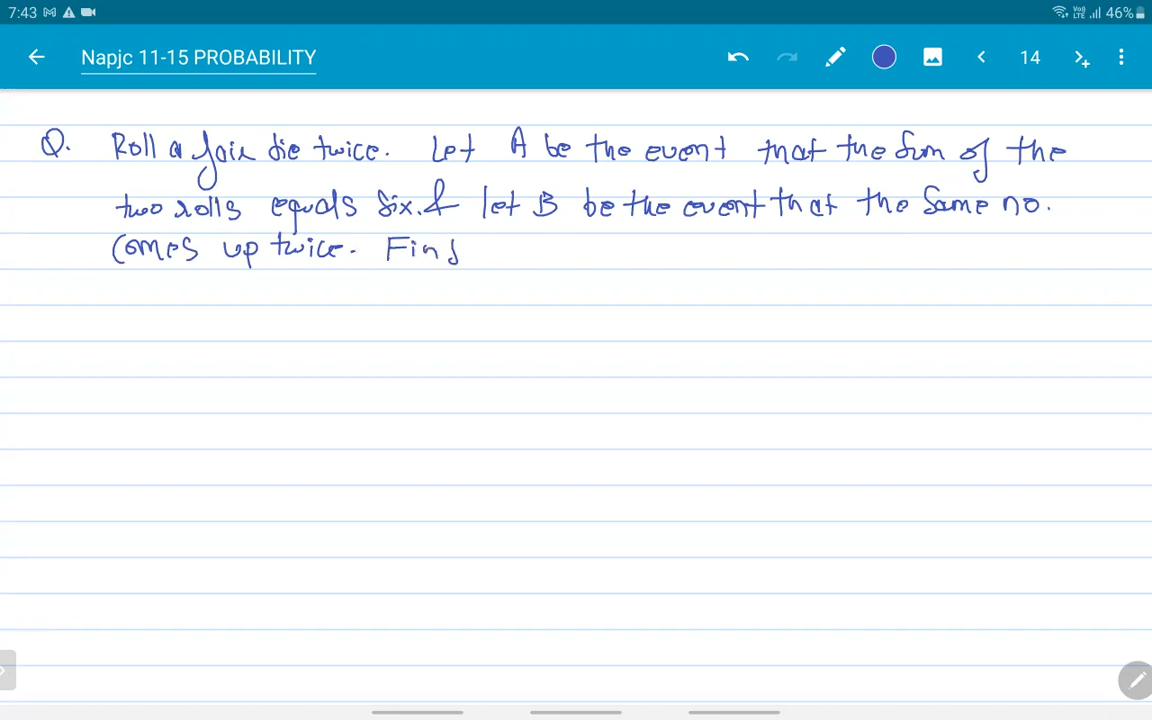 7:43 46%
Napjc 11-15 PROBABILITY 14
Q. Roll a fair die twice. Let A be the event that the Sum of the
two rolls equals Six. & let B be the event that the Same no.
Comes up twice. Find